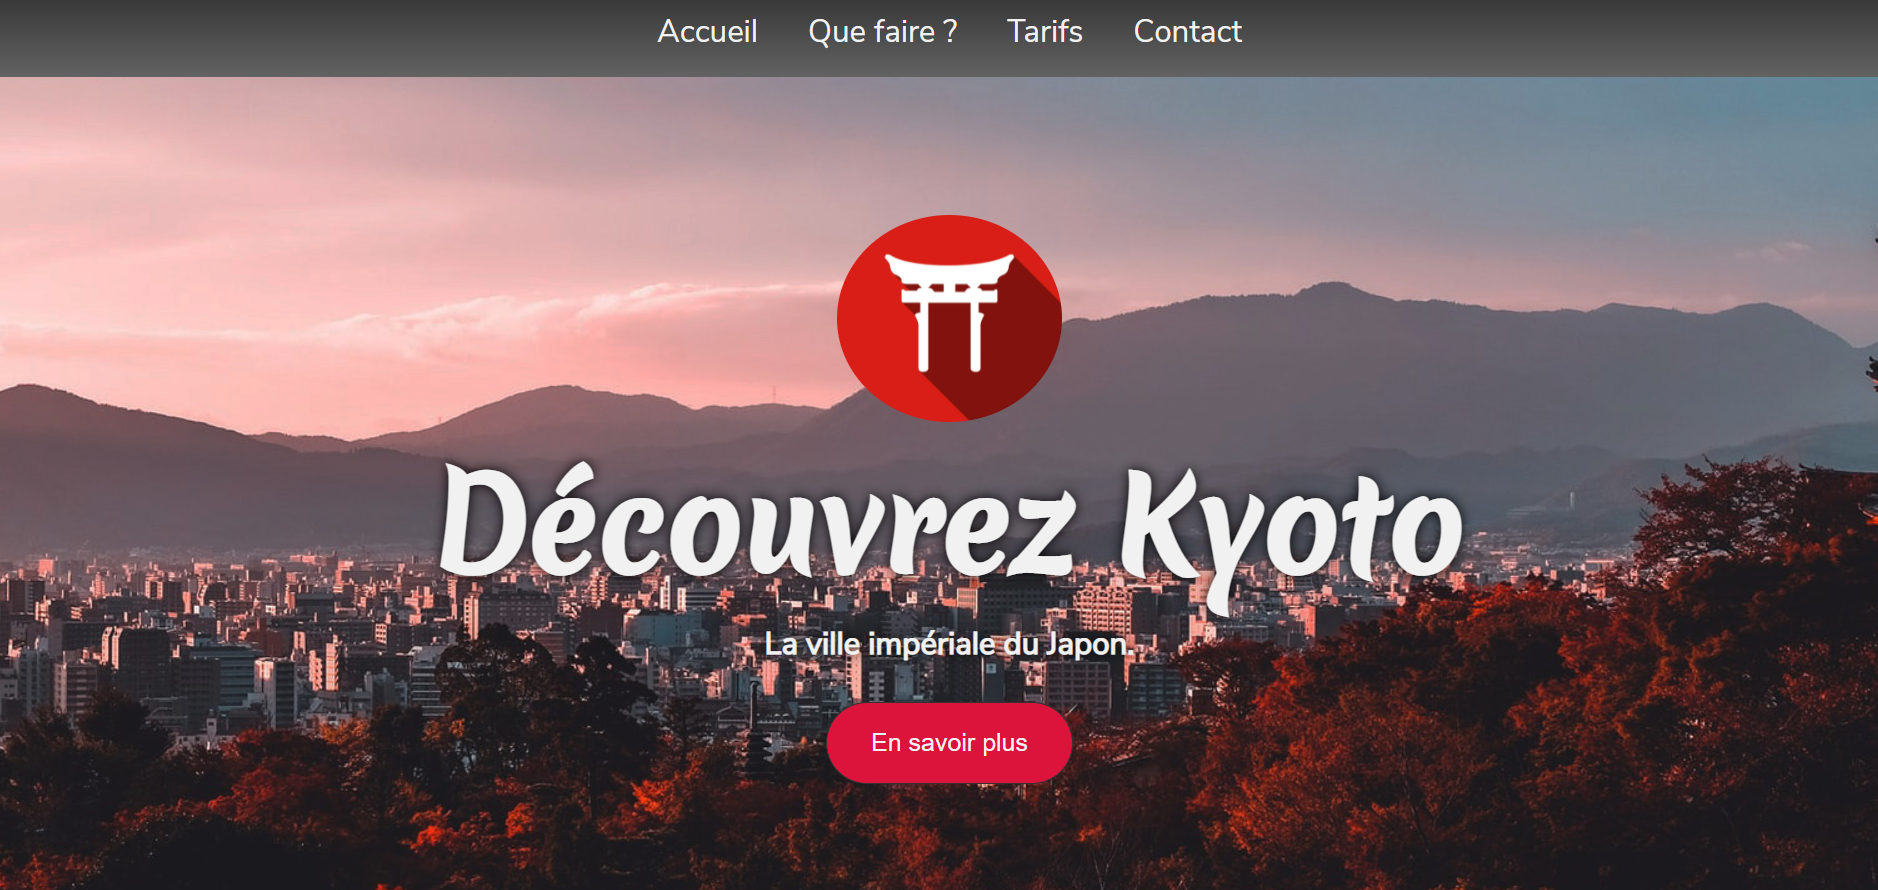 Accueil Que faire ? Tarifs Contact
Découvrez Kyoto
La ville impériale du Japon.
En savoir plus